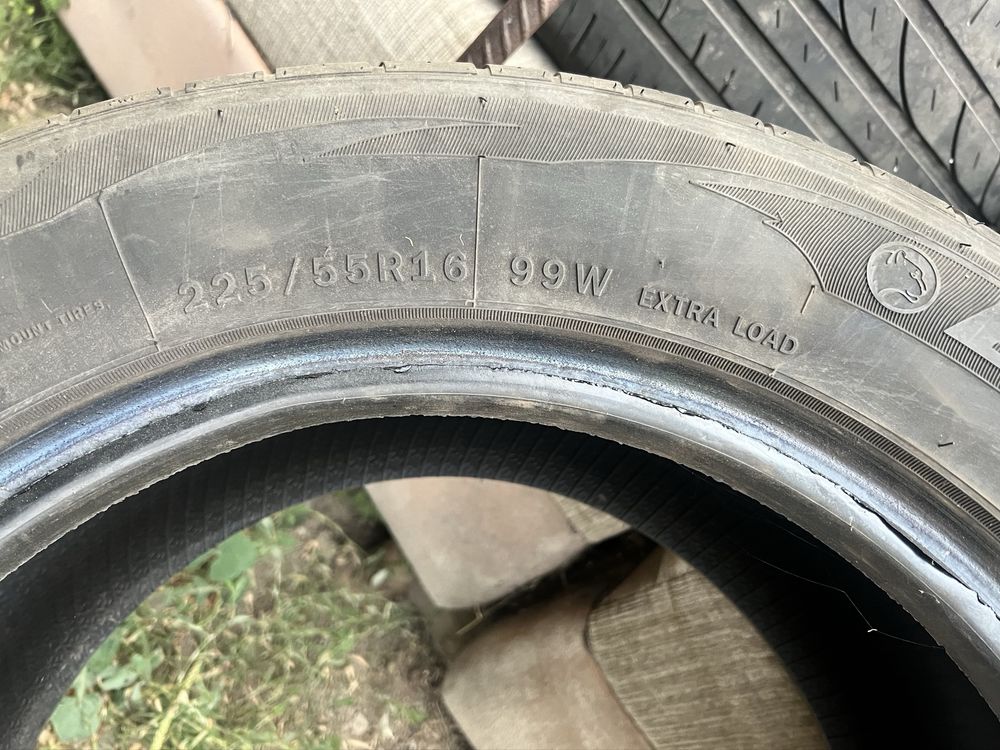 MOUNT TIRES.
225/55R16 99W EXTRA LOAD